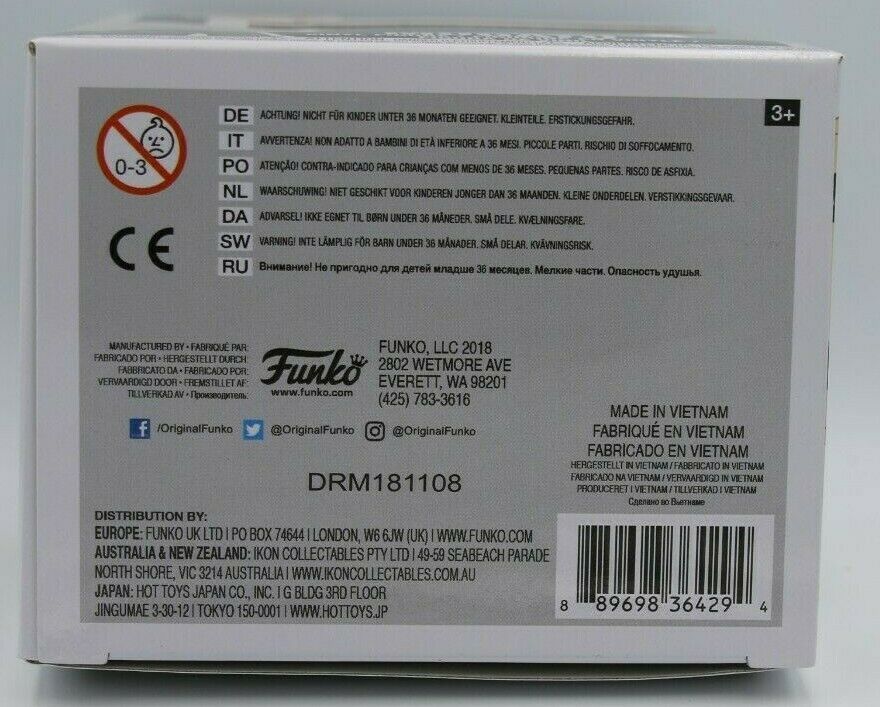 0-3
3+
DE ACHTUNG! NICHT FÜR KINDER UNTER 36 MONATEN GEEIGNET. KLEINTEILE. ERSTICKUNGSGEFAHR.
IT AVVERTENZA! NON ADATTO A BAMBINI DI ETÀ INFERIORE A 36 MESI. PICCOLE PARTI. RISCHIO DI SOFFOCAMENTO.
PO ATENÇÃO! CONTRA-INDICADO PARA CRIANÇAS COM MENOS DE 36 MESES. PEQUENAS PARTES. RISCO DE ASFIXIA.
NL WAARSCHUWING! NIET GESCHIKT VOOR KINDEREN JONGER DAN 36 MAANDEN. KLEINE ONDERDELEN. VERSTIKKINGSGEVAAR.
DA ADVARSEL! IKKE EGNET TIL BØRN UNDER 36 MÅNEDER. SMÅ DELE. KVÆLNINGSFARE.
SW VARNING! INTE LÄMPLIG FÖR BARN UNDER 36 MÅNADER. SMÅ DELAR. KVÄVNINGSRISK.
RU Внимание! Не пригодно для детей младше 36 месяцев. Мелкие части. Опасность удушья.
CE
MANUFACTURED BY • FABRIQUÉ PAR:
FABRICADO POR • HERGESTELLT DURCH:
FABBRICATO DA • FABRICADO POR:
VERVAARDIGD DOOR • FREMSTILLET AF:
TILLVERKAD AV • Производитель:
Funko
www.funko.com
FUNKO, LLC 2018
2802 WETMORE AVE
EVERETT, WA 98201
(425) 783-3616
f /OriginalFunko @OriginalFunko @OriginalFunko
DRM181108
MADE IN VIETNAM
FABRIQUÉ EN VIETNAM
FABRICADO EN VIETNAM
HERGESTELLT IN VIETNAM / FABBRICATO IN VIETNAM
FABRICADO NA VIETNAM / VERVAARDIGD IN VIETNAM
PRODUCERET I VIETNAM / TILLVERKAD I VIETNAM
Сделано во Вьетнаме
DISTRIBUTION BY:
EUROPE: FUNKO UK LTD I PO BOX 74644 I LONDON, W6 6JW (UK) I WWW.FUNKO.COM
AUSTRALIA & NEW ZEALAND: IKON COLLECTABLES PTY LTD I 49-59 SEABEACH PARADE
NORTH SHORE, VIC 3214 AUSTRALIA I WWW.IKONCOLLECTABLES.COM.AU
JAPAN: HOT TOYS JAPAN CO., INC. I G BLDG 3RD FLOOR
JINGUMAE 3-30-12 I TOKYO 150-0001 I WWW.HOTTOYS.JP
8 89698 36429 4